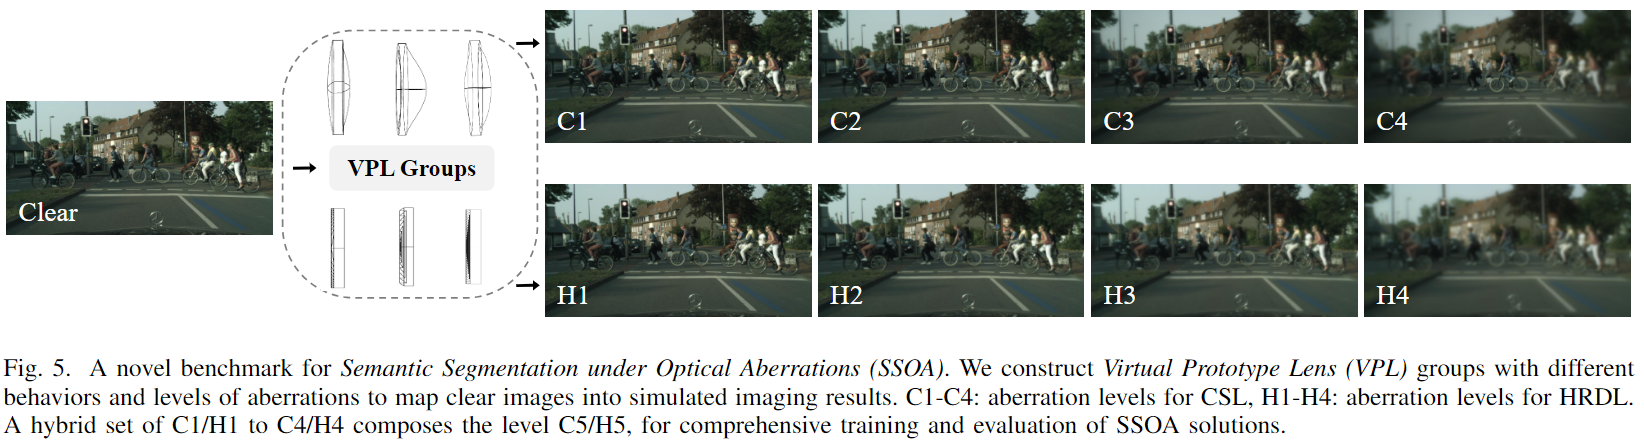 Clear
VPL Groups
C1
C2
C3
C4
H1
H2
H3
H4
Fig. 5. A novel benchmark for Semantic Segmentation under Optical Aberrations (SSOA). We construct Virtual Prototype Lens (VPL) groups with different
behaviors and levels of aberrations to map clear images into simulated imaging results. C1-C4: aberration levels for CSL, H1-H4: aberration levels for HRDL.
A hybrid set of C1/H1 to C4/H4 composes the level C5/H5, for comprehensive training and evaluation of SSOA solutions.